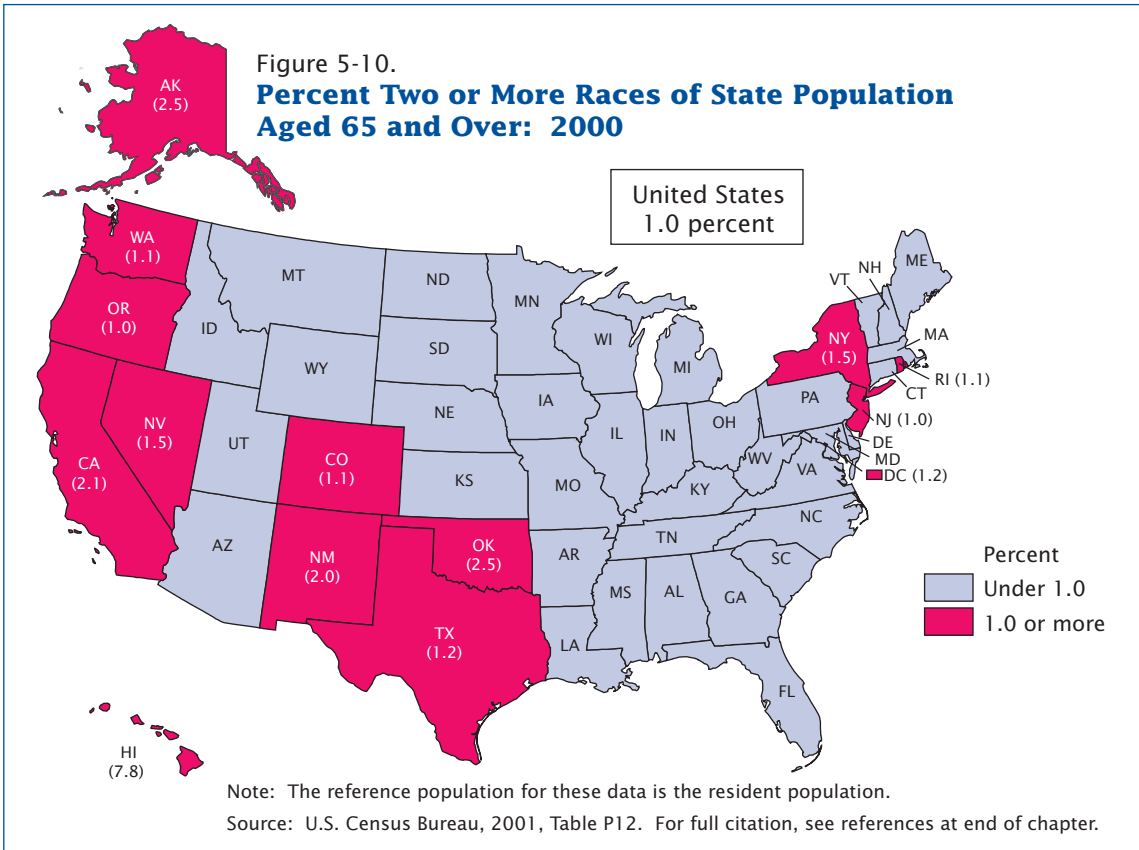 Figure 5-10.
Percent Two or More Races of State Population
Aged 65 and Over: 2000
United States
1.0 percent
AK
(2.5)
WA
(1.1)
OR
(1.0)
CA
(2.1)
NV
(1.5)
ID
MT
WY
UT
AZ
CO
(1.1)
NM
(2.0)
ND
SD
NE
KS
OK
(2.5)
TX
(1.2)
MN
IA
MO
AR
LA
WI
IL
MI
IN
OH
KY
TN
MS
AL
GA
FL
SC
NC
VA
WV
PA
NY
(1.5)
VT
NH
ME
MA
RI (1.1)
CT
NJ (1.0)
DE
MD
DC (1.2)
HI
(7.8)
Percent
Under 1.0
1.0 or more
Note: The reference population for these data is the resident population.
Source: U.S. Census Bureau, 2001, Table P12. For full citation, see references at end of chapter.